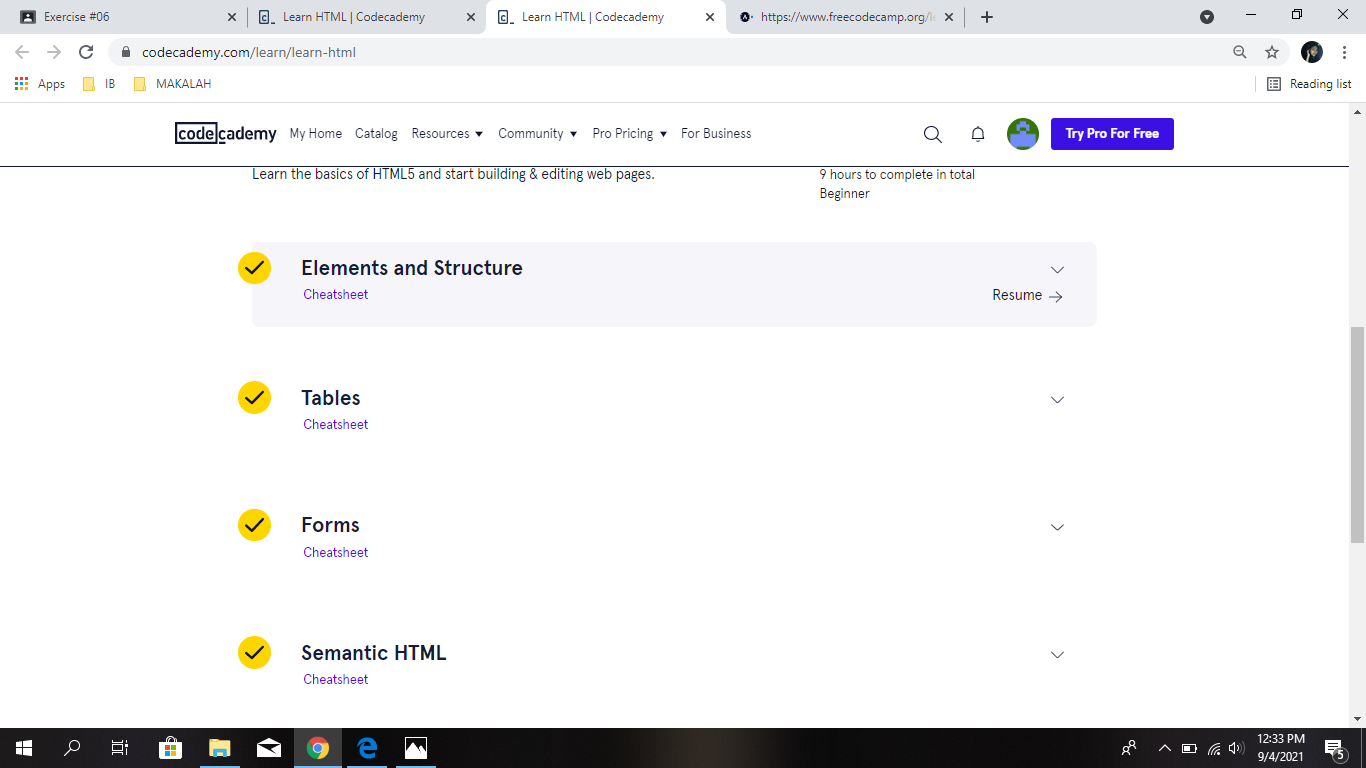 Exercise #06
Learn HTML | Codecademy
Learn HTML | Codecademy
https://www.freecodecamp.org/
codecademy.com/learn/learn-html
Apps
IB
MAKALAH
Reading list
codecademy
My Home
Catalog
Resources
Community
Pro Pricing
For Business
Try Pro For Free
Learn the basics of HTML5 and start building & editing web pages.
9 hours to complete in total
Beginner
Elements and Structure
Cheatsheet
Resume
Tables
Cheatsheet
Forms
Cheatsheet
Semantic HTML
Cheatsheet
12:33 PM
9/4/2021
5